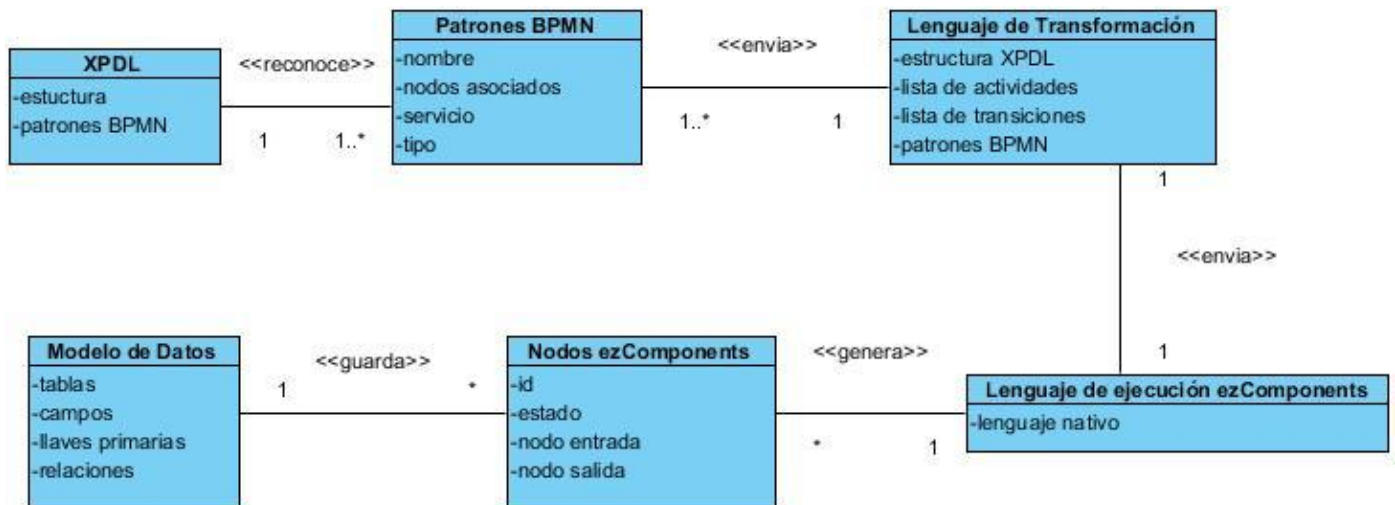 XPDL
-estuctura
-patrones BPMN
<<reconoce>>
1
1..*
Patrones BPMN
-nombre
-nodos asociados
-servicio
-tipo
<<envia>>
1..*
1
Lenguaje de Transformación
-estructura XPDL
-lista de actividades
-lista de transiciones
-patrones BPMN
1
<<envia>>
1
Modelo de Datos
-tablas
-campos
-llaves primarias
-relaciones
<<guarda>>
1
*
Nodos ezComponents
-id
-estado
-nodo entrada
-nodo salida
<<genera>>
*
1
Lenguaje de ejecución ezComponents
-lenguaje nativo